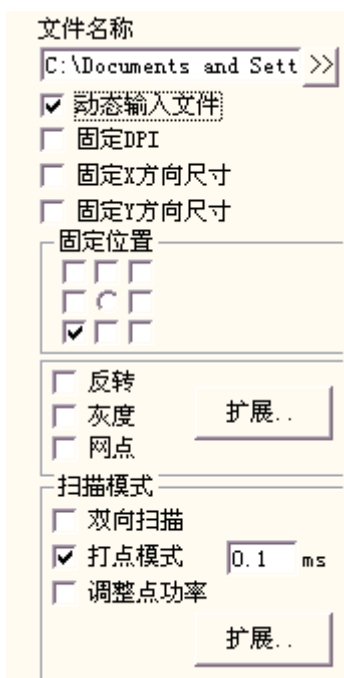 文件名称
C:\Documents and Sett >>
动态输入文件
固定DPI
固定X方向尺寸
固定Y方向尺寸
固定位置
反转
灰度
扩展..
网点
扫描模式
双向扫描
打点模式 0.1 ms
调整点功率
扩展..